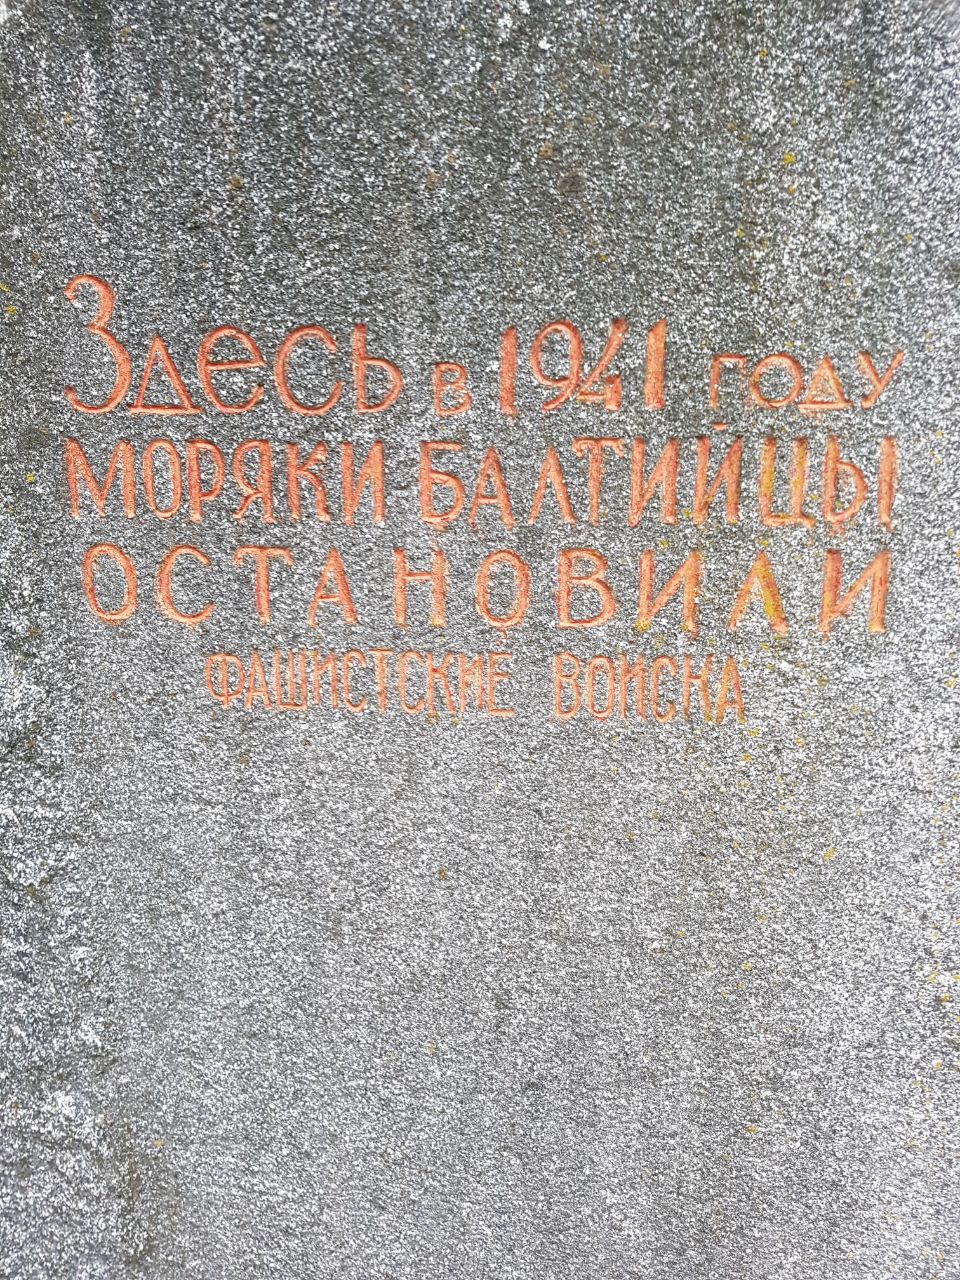 Здесь в 1941 году
моряки балтийцы
остановили
фашистские войска